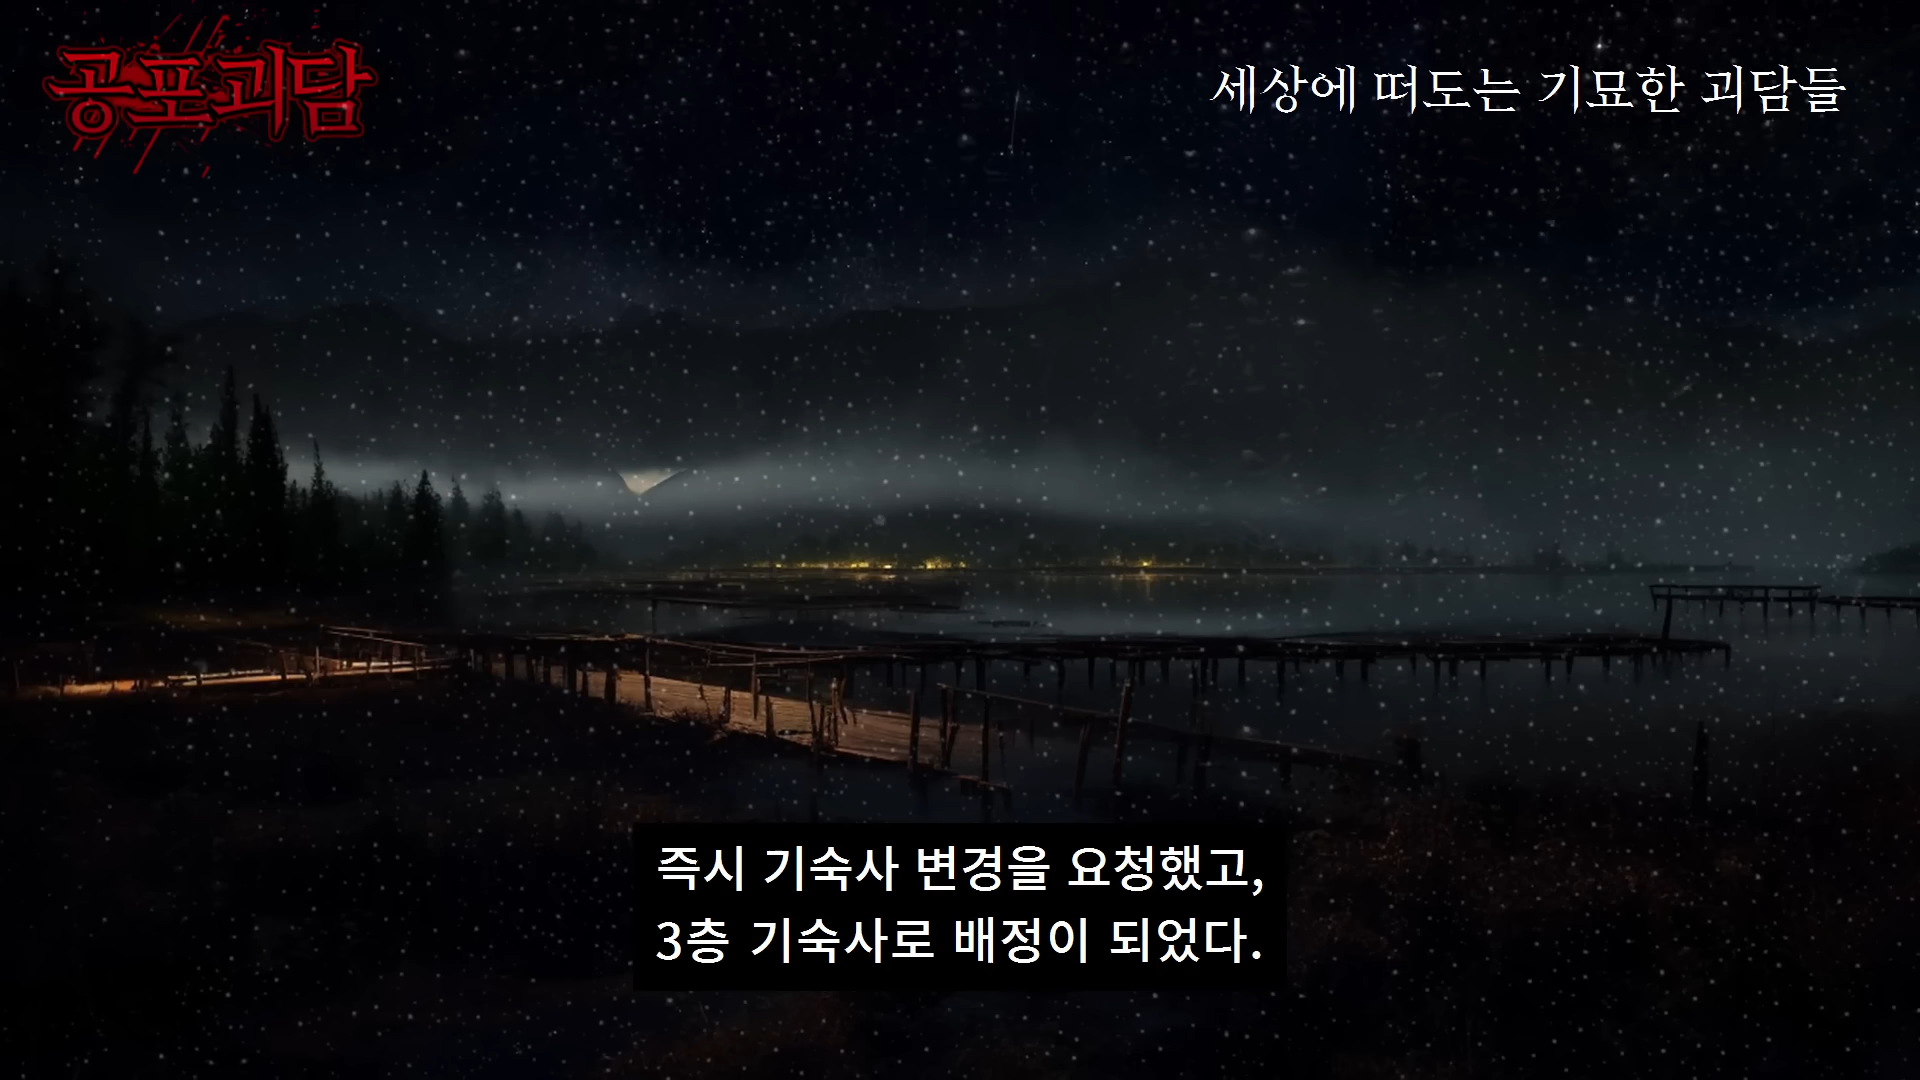 공포괴담
세상에 떠도는 기묘한 괴담들
즉시 기숙사 변경을 요청했고,
3층 기숙사로 배정이 되었다.